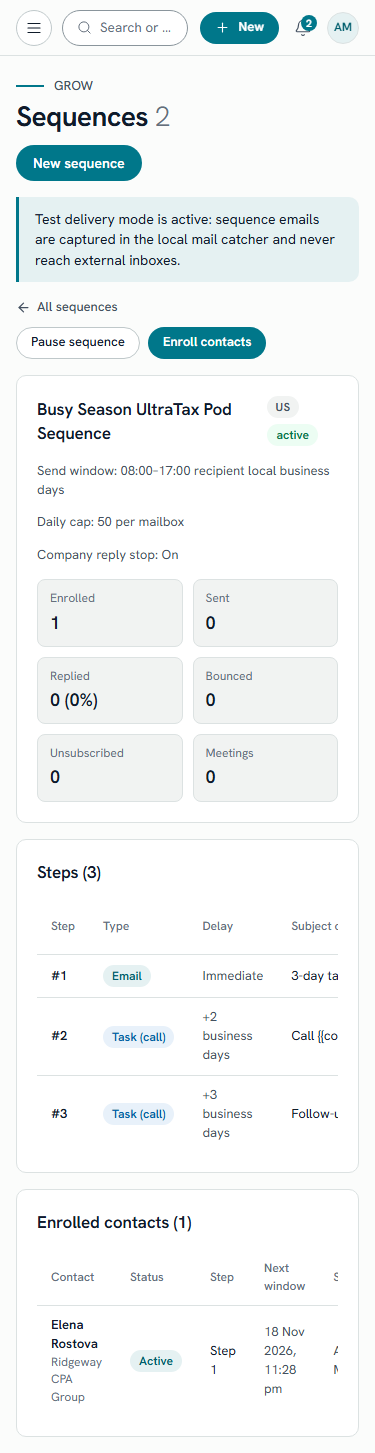 Search or ...
New
2
AM
GROW
Sequences 2
New sequence
Test delivery mode is active: sequence emails
are captured in the local mail catcher and never
reach external inboxes.
All sequences
Pause sequence
Enroll contacts
Busy Season UltraTax Pod
Sequence
US
active
Send window: 08:00–17:00 recipient local business
days
Daily cap: 50 per mailbox
Company reply stop: On
Enrolled
1
Sent
0
Replied
0 (0%)
Bounced
0
Unsubscribed
0
Meetings
0
Steps (3)
Step Type Delay Subject
#1 Email Immediate 3-day
#2 Task (call) +2
business
days
Call
#3 Task (call) +3
business
days
Enrolled contacts (1)
Contact Status Step Next
window
Elena
Rostova
Ridgeway
CPA
Group
Active
Step
1
18 Nov
2026,
11:28
pm